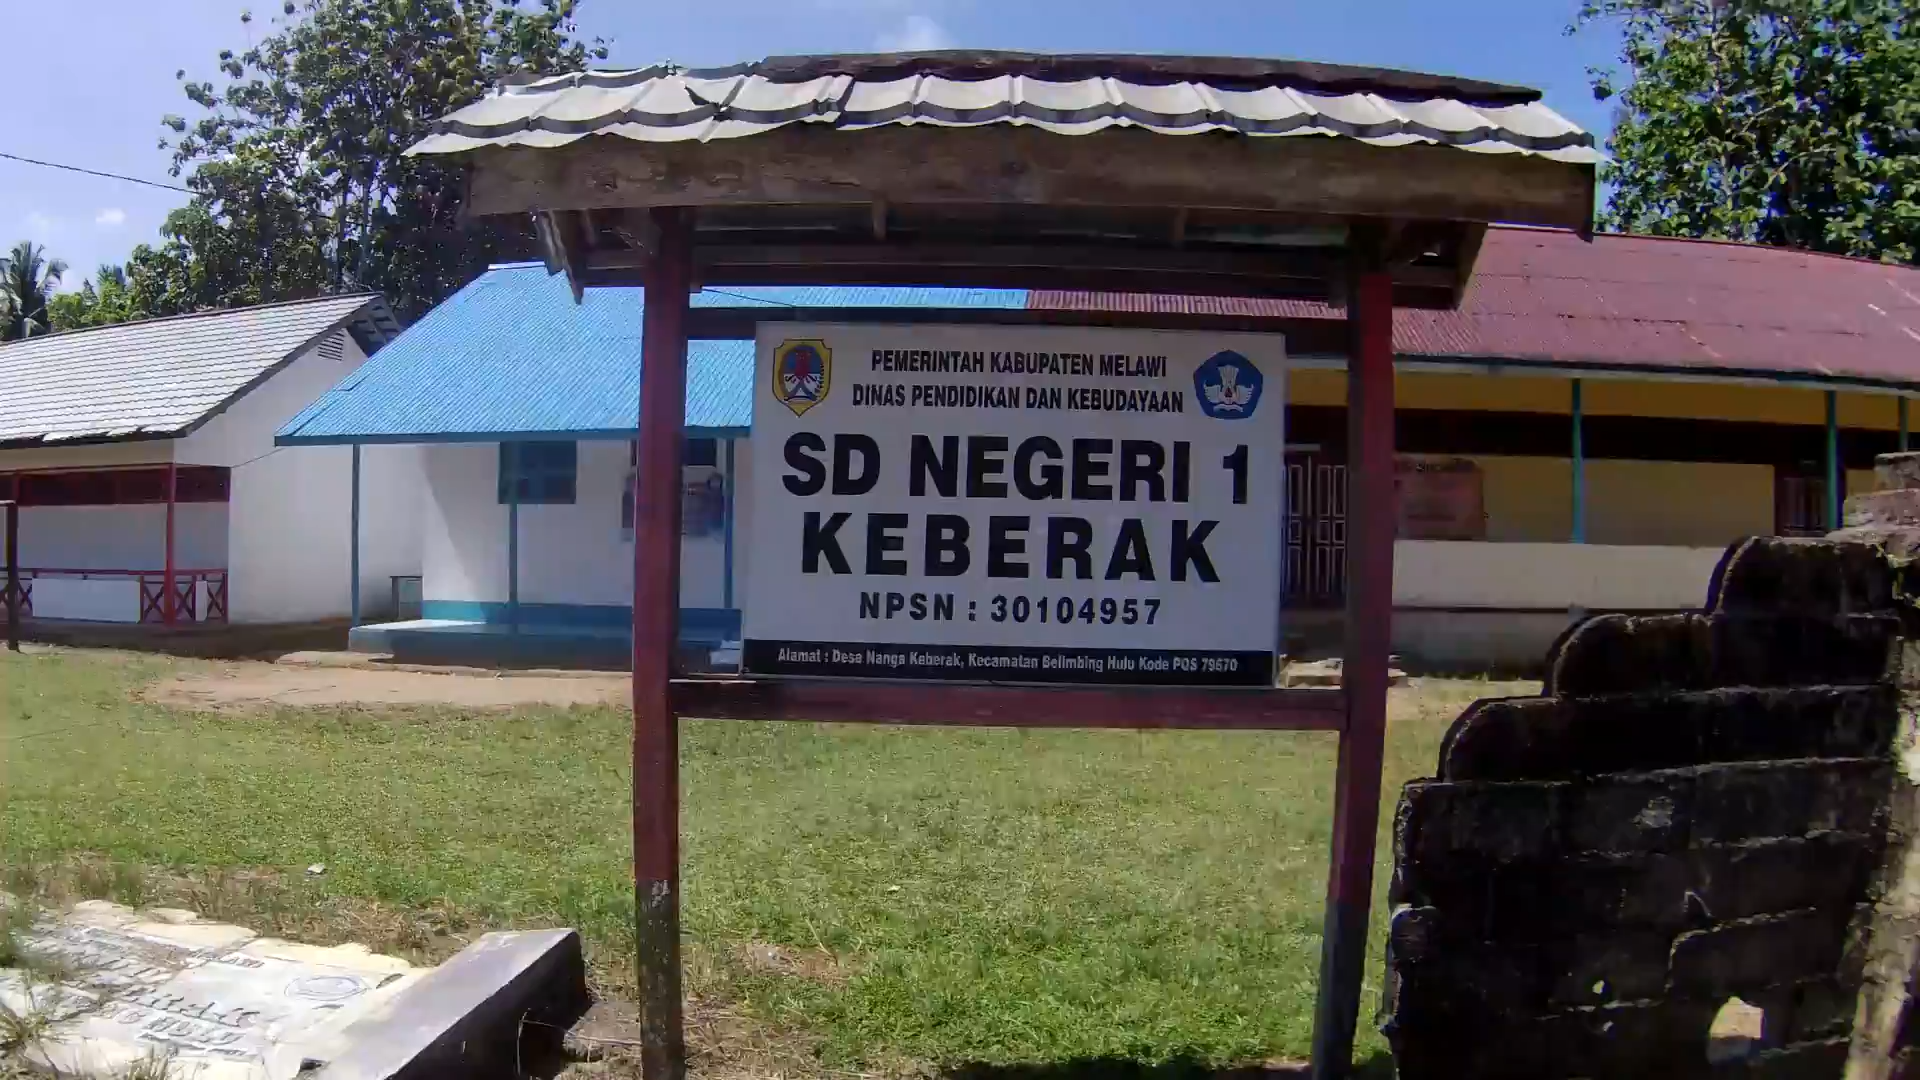 PEMERINTAH KABUPATEN MELAWI
DINAS PENDIDIKAN DAN KEBUDAYAAN
SD NEGERI 1
KEBERAK
NPSN : 30104957
Alamat : Desa Nanga Keberak, Kecamatan Belimbing Hulu Kode POS 79670